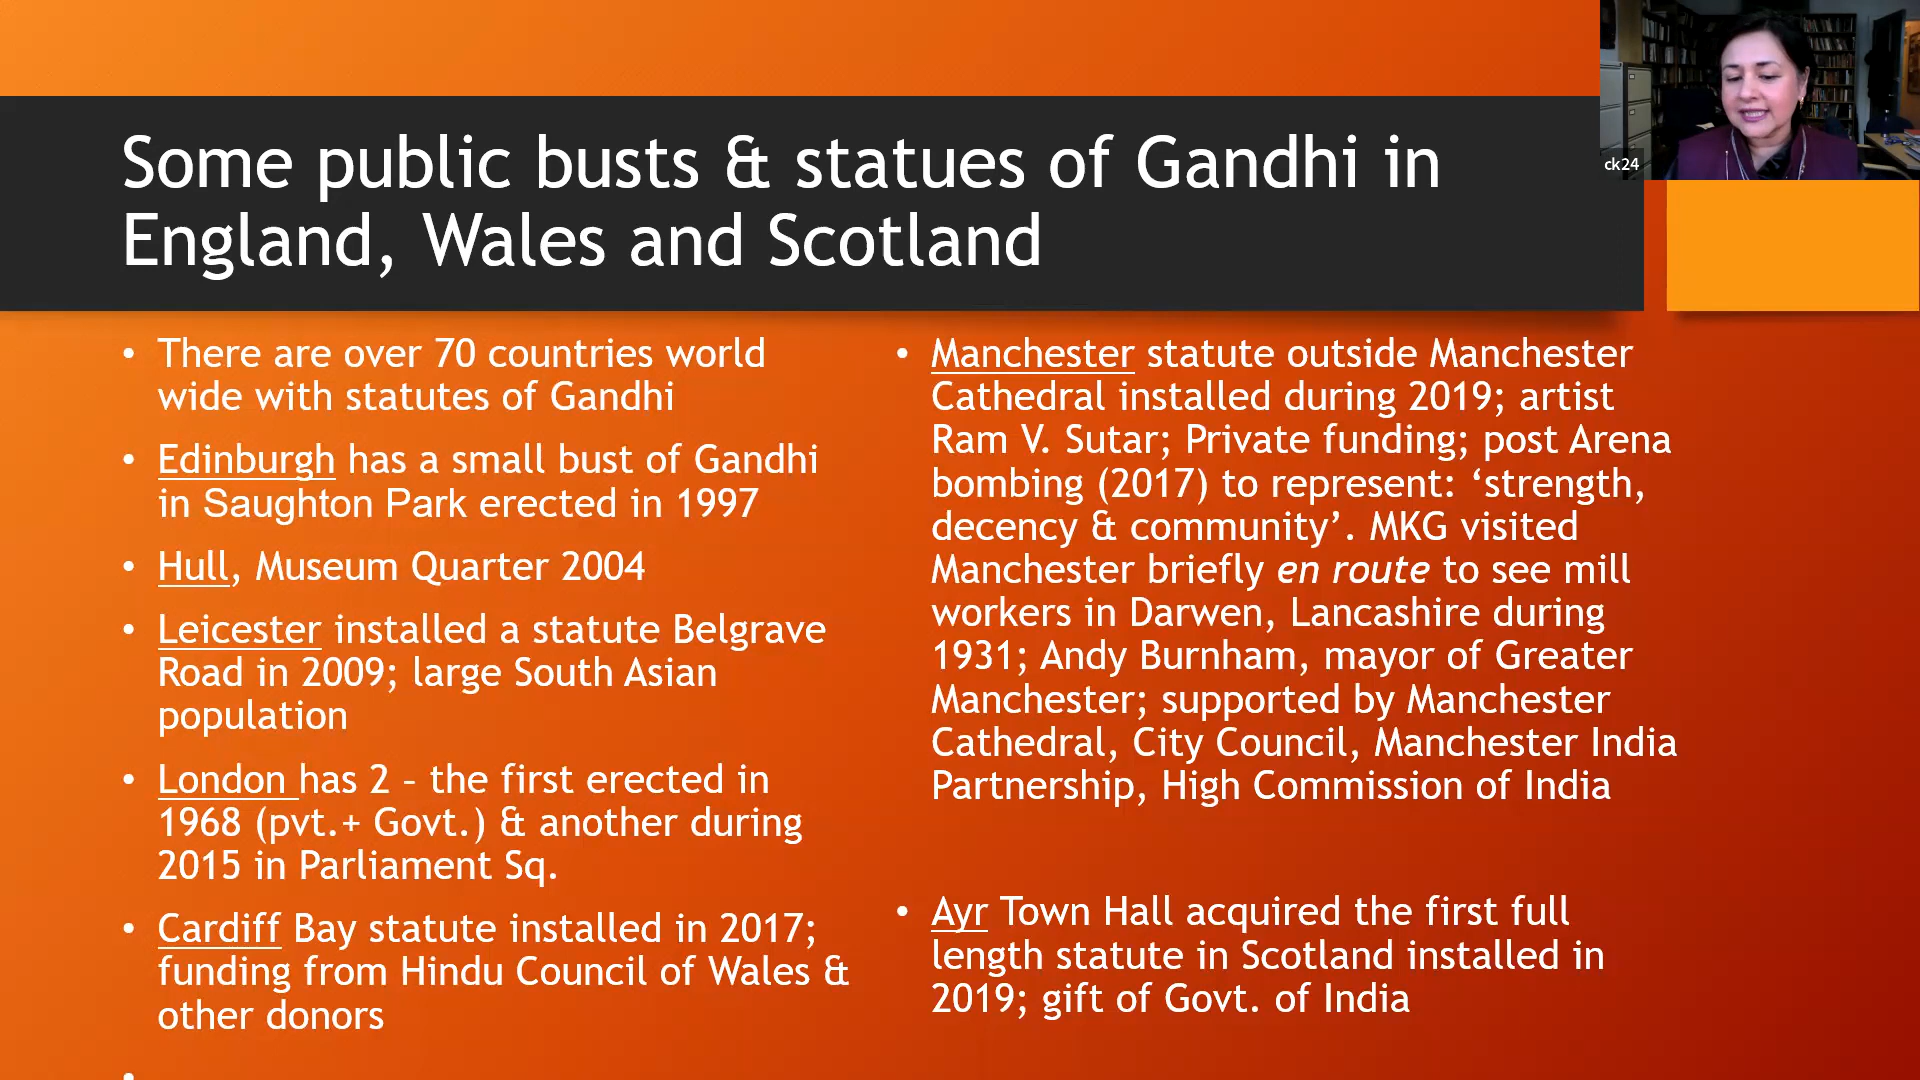 Some public busts & statues of Gandhi in
England, Wales and Scotland
ck24
• There are over 70 countries world
wide with statutes of Gandhi
• Edinburgh has a small bust of Gandhi
in Saughton Park erected in 1997
• Hull, Museum Quarter 2004
• Leicester installed a statute Belgrave
Road in 2009; large South Asian
population
• London has 2 – the first erected in
1968 (pvt.+ Govt.) & another during
2015 in Parliament Sq.
• Cardiff Bay statute installed in 2017;
funding from Hindu Council of Wales &
other donors
•
• Manchester statute outside Manchester
Cathedral installed during 2019; artist
Ram V. Sutar; Private funding; post Arena
bombing (2017) to represent: ‘strength,
decency & community’. MKG visited
Manchester briefly en route to see mill
workers in Darwen, Lancashire during
1931; Andy Burnham, mayor of Greater
Manchester; supported by Manchester
Cathedral, City Council, Manchester India
Partnership, High Commission of India
• Ayr Town Hall acquired the first full
length statute in Scotland installed in
2019; gift of Govt. of India